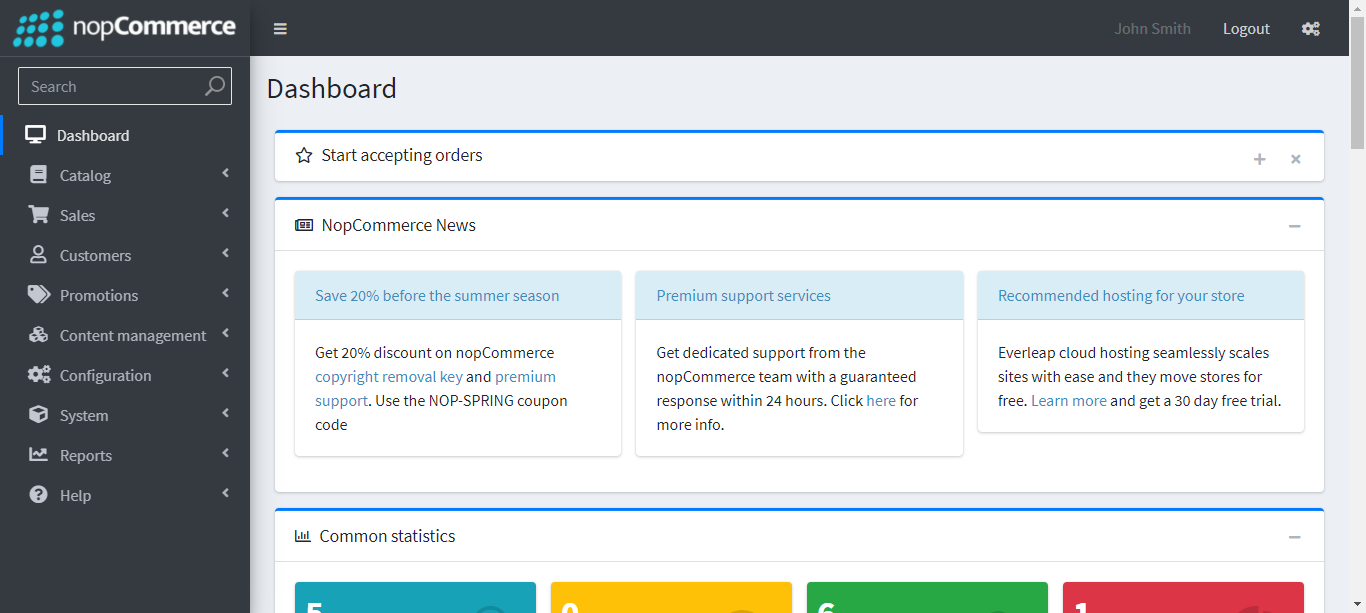 nopCommerce
John Smith
Logout
Search
Dashboard
Catalog
Sales
Customers
Promotions
Content management
Configuration
System
Reports
Help
Dashboard
Start accepting orders
NopCommerce News
Save 20% before the summer season
Get 20% discount on nopCommerce
copyright removal key and premium
support. Use the NOP-SPRING coupon
code
Premium support services
Get dedicated support from the
nopCommerce team with a guaranteed
response within 24 hours. Click here for
more info.
Recommended hosting for your store
Everleap cloud hosting seamlessly scales
sites with ease and they move stores for
free. Learn more and get a 30 day free trial.
Common statistics